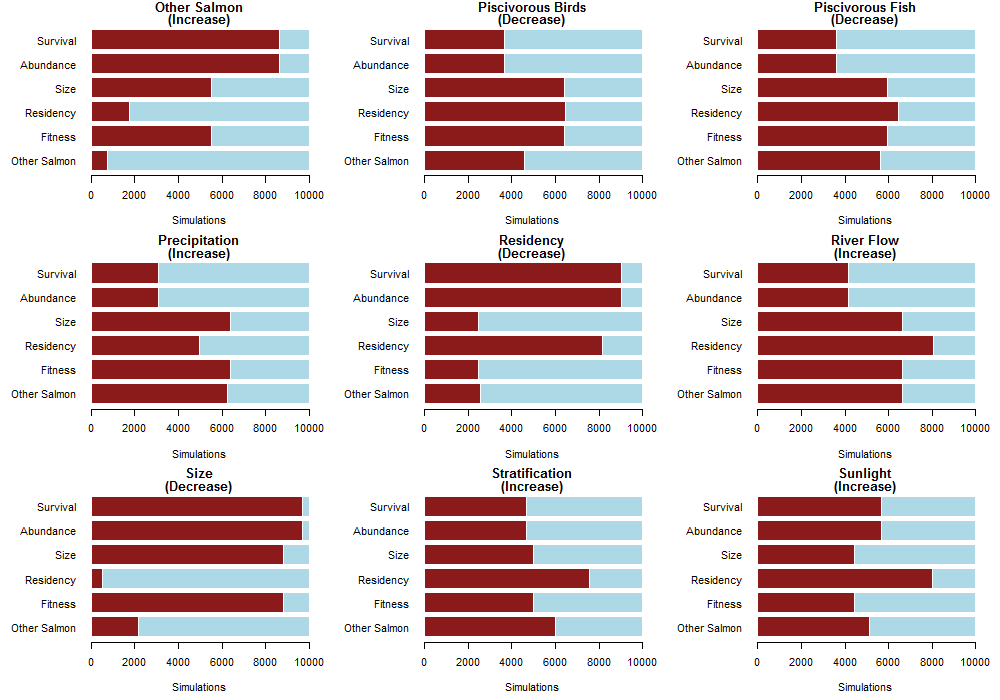 Other Salmon
(Increase)
Survival
Abundance
Size
Residency
Fitness
Other Salmon
0 2000 4000 6000 8000 10000
Simulations
Piscivorous Birds
(Decrease)
Survival
Abundance
Size
Residency
Fitness
Other Salmon
0 2000 4000 6000 8000 10000
Simulations
Piscivorous Fish
(Decrease)
Survival
Abundance
Size
Residency
Fitness
Other Salmon
0 2000 4000 6000 8000 10000
Simulations
Precipitation
(Increase)
Survival
Abundance
Size
Residency
Fitness
Other Salmon
0 2000 4000 6000 8000 10000
Simulations
Residency
(Decrease)
Survival
Abundance
Size
Residency
Fitness
Other Salmon
0 2000 4000 6000 8000 10000
Simulations
River Flow
(Increase)
Survival
Abundance
Size
Residency
Fitness
Other Salmon
0 2000 4000 6000 8000 10000
Simulations
Size
(Decrease)
Survival
Abundance
Size
Residency
Fitness
Other Salmon
0 2000 4000 6000 8000 10000
Simulations
Stratification
(Increase)
Survival
Abundance
Size
Residency
Fitness
Other Salmon
0 2000 4000 6000 8000 10000
Simulations
Sunlight
(Increase)
Survival
Abundance
Size
Residency
Fitness
Other Salmon
0 2000 4000 6000 8000 10000
Simulations